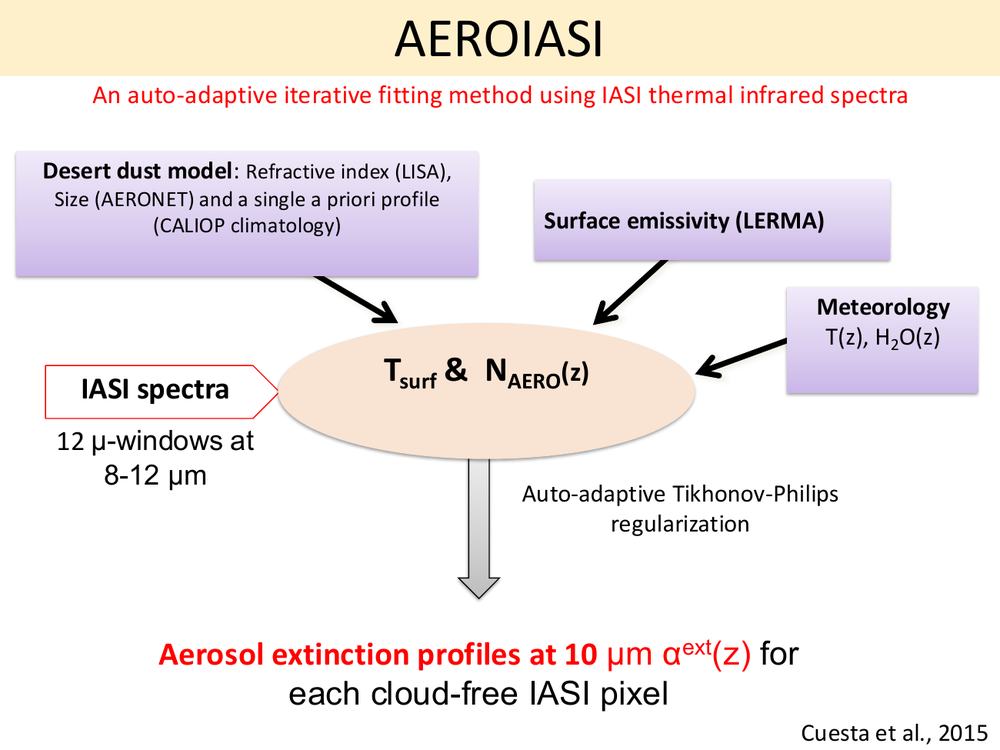 AEROIASI
An auto-adaptive iterative fitting method using IASI thermal infrared spectra
Desert dust model: Refractive index (LISA),
Size (AERONET) and a single a priori profile
(CALIOP climatology)
Surface emissivity (LERMA)
Meteorology
T(z), H₂O(z)
T_surf & N_AERO(z)
IASI spectra
12 μ-windows at
8-12 μm
Auto-adaptive Tikhonov-Philips
regularization
Aerosol extinction profiles at 10 μm α^ext(z) for
each cloud-free IASI pixel
Cuesta et al., 2015